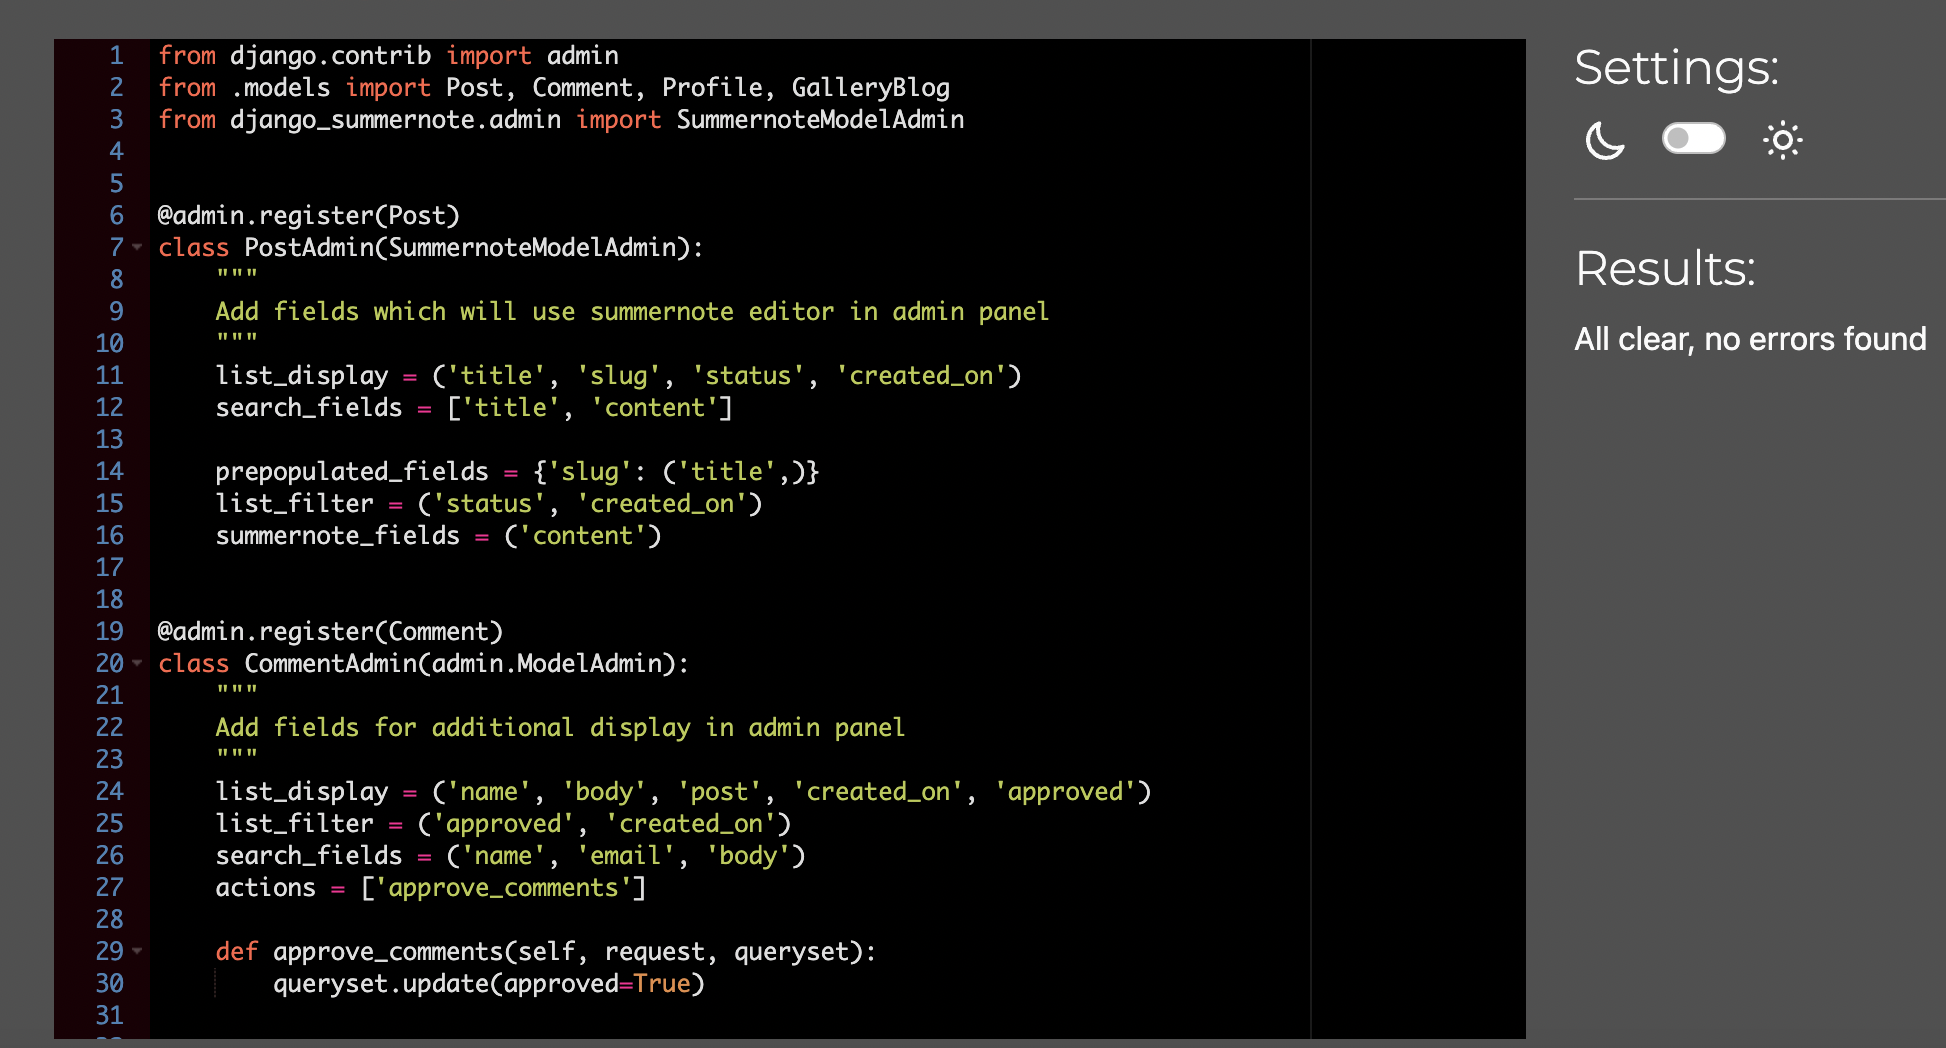 1 from django.contrib import admin
2 from .models import Post, Comment, Profile, GalleryBlog
3 from django_summernote.admin import SummernoteModelAdmin
4
5
6 @admin.register(Post)
7 class PostAdmin(SummernoteModelAdmin):
8     """
9     Add fields which will use summernote editor in admin panel
10     """
11     list_display = ('title', 'slug', 'status', 'created_on')
12     search_fields = ['title', 'content']
13
14     prepopulated_fields = {'slug': ('title',)}
15     list_filter = ('status', 'created_on')
16     summernote_fields = ('content')
17
18
19 @admin.register(Comment)
20 class CommentAdmin(admin.ModelAdmin):
21     """
22     Add fields for additional display in admin panel
23     """
24     list_display = ('name', 'body', 'post', 'created_on', 'approved')
25     list_filter = ('approved', 'created_on')
26     search_fields = ('name', 'email', 'body')
27     actions = ['approve_comments']
28
29     def approve_comments(self, request, queryset):
30         queryset.update(approved=True)
31
Settings:
Results:
All clear, no errors found